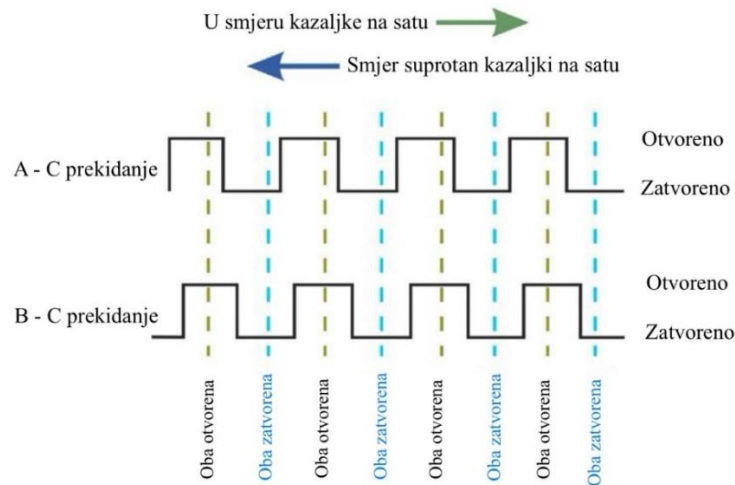 U smjeru kazaljke na satu
Smjer suprotan kazaljki na satu
A - C prekidanje
Otvoreno
Zatvoreno
B - C prekidanje
Otvoreno
Zatvoreno
Oba otvorena
Oba zatvorena
Oba otvorena
Oba zatvorena
Oba otvorena
Oba zatvorena
Oba otvorena
Oba zatvorena